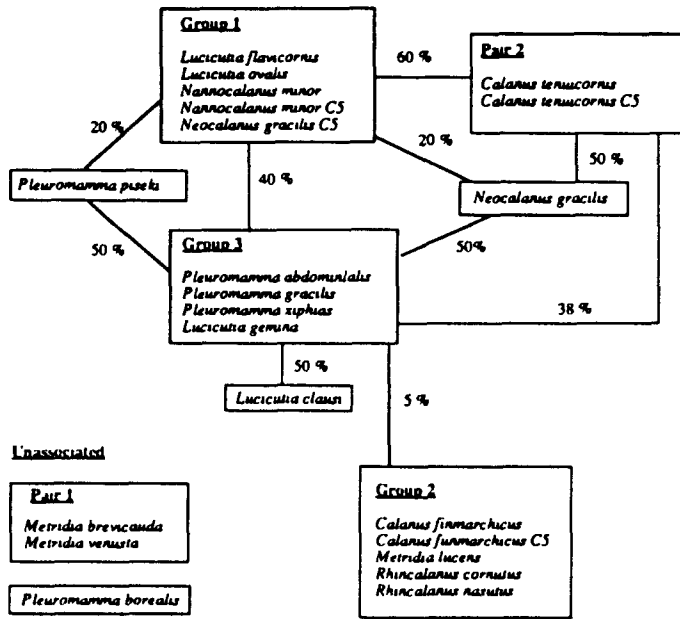 Group 1
Lucicutia flavicornis
Lucicutia ovalis
Nannocalanus minor
Nannocalanus minor C5
Neocalanus gracilis C5
60 %
Pair 2
Calanus tenuicornis
Calanus tenuicornis C5
20 %
20 %
50 %
Pleuromamma piseki
40 %
Neocalanus gracilis
50 %
50%
Group 3
Pleuromamma abdominialis
Pleuromamma gracilis
Pleuromamma xiphias
Lucicutia gemina
38 %
50 %
5 %
Lucicutia clausi
Unassociated
Pair 1
Metridia brevicauda
Metridia venusta
Pleuromamma borealis
Group 2
Calanus finmarchicus
Calanus funmarchicus C5
Metridia lucens
Rhincalanus cornutus
Rhincalanus nasutus